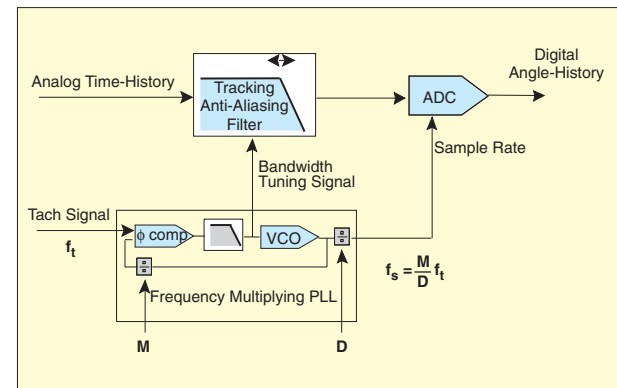 Analog Time-History
Tracking
Anti-Aliasing
Filter
ADC
Digital
Angle-History
Sample Rate
Bandwidth
Tuning Signal
Tach Signal
fₜ
ϕ comp
VCO
÷
÷
Frequency Multiplying PLL
fₛ = M/D fₜ
M
D